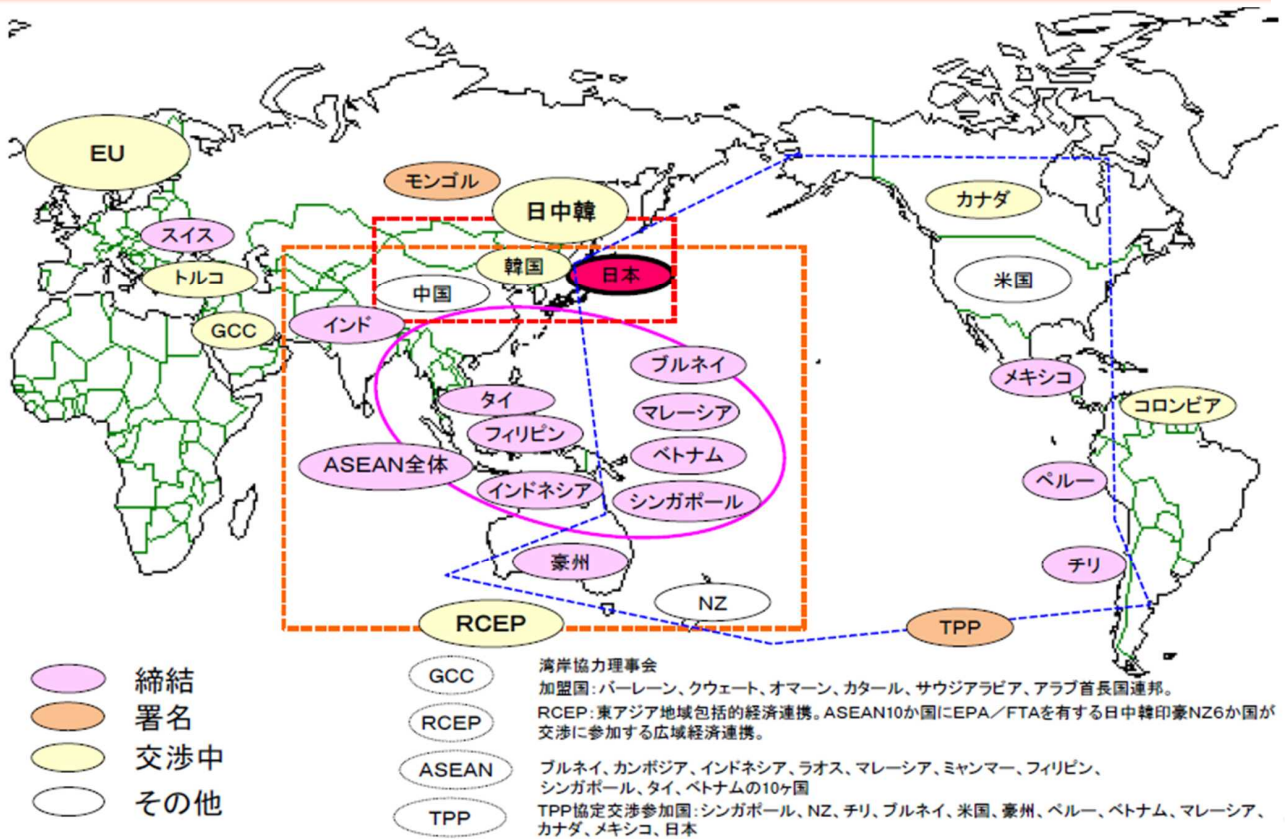 EU
モンゴル
日中韓
カナダ
スイス
トルコ
韓国
日本
中国
米国
GCC
インド
ブルネイ
メキシコ
タイ
マレーシア
コロンビア
フィリピン
ベトナム
ASEAN全体
インドネシア
シンガポール
ペルー
豪州
チリ
NZ
RCEP
TPP
締結
署名
交渉中
その他
GCC
湾岸協力理事会
加盟国：バーレーン、クウェート、オマーン、カタール、サウジアラビア、アラブ首長国連邦。
RCEP
RCEP：東アジア地域包括的経済連携。ASEAN10か国にEPA／FTAを有する日中韓印豪NZ6か国が
交渉に参加する広域経済連携。
ASEAN
ブルネイ、カンボジア、インドネシア、ラオス、マレーシア、ミャンマー、フィリピン、
シンガポール、タイ、ベトナムの10ヶ国
TPP
TPP協定交渉参加国：シンガポール、NZ、チリ、ブルネイ、米国、豪州、ペルー、ベトナム、マレーシア、
カナダ、メキシコ、日本